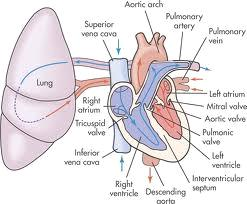 Aortic arch
Superior
vena cava
Pulmonary
artery
Pulmonary
vein
Lung
Right
atrium
Tricuspid
valve
Inferior
vena cava
Right
ventricle
Descending
aorta
Left atrium
Mitral valve
Aortic valve
Pulmonic
valve
Left
ventricle
Interventricular
septum